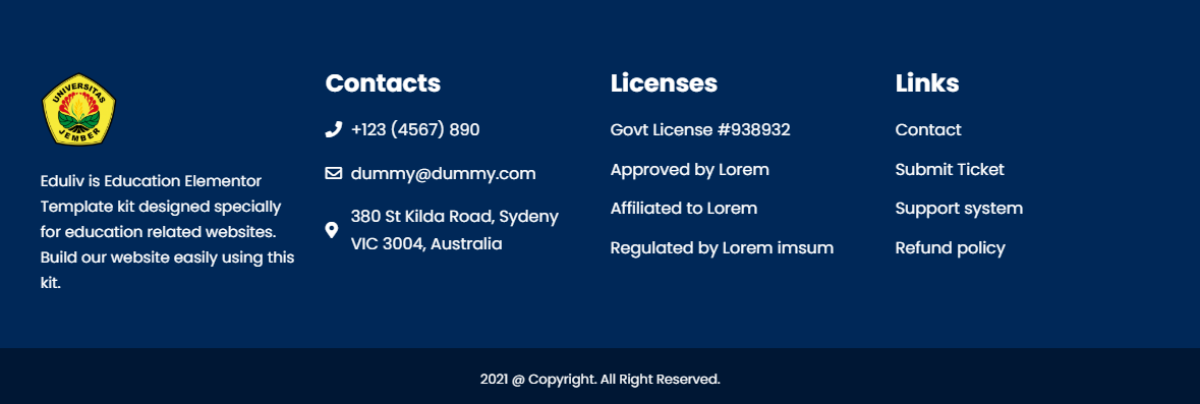 UNIVERSITAS
JEMBER
Eduliv is Education Elementor
Template kit designed specially
for education related websites.
Build our website easily using this
kit.
Contacts
+123 (4567) 890
dummy@dummy.com
380 St Kilda Road, Sydeny
VIC 3004, Australia
Licenses
Govt License #938932
Approved by Lorem
Affiliated to Lorem
Regulated by Lorem imsum
Links
Contact
Submit Ticket
Support system
Refund policy
2021 @ Copyright. All Right Reserved.